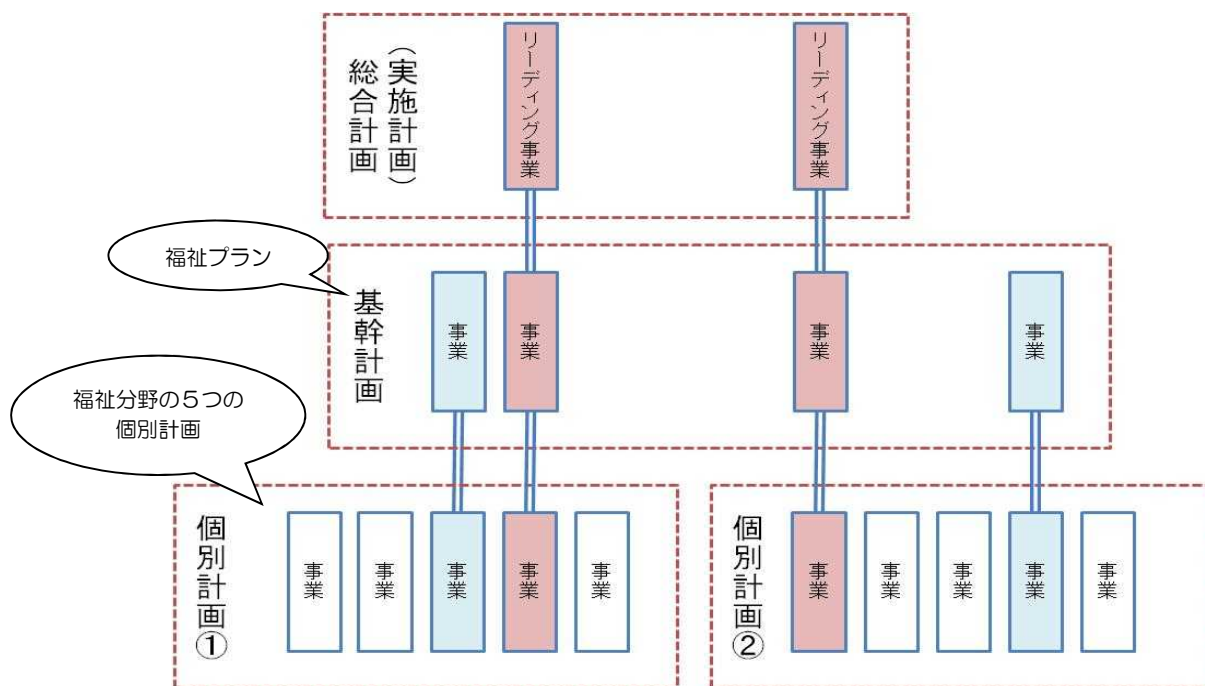 総合計画
（実施計画）
リーディング事業
リーディング事業
福祉プラン
基幹計画
事業
事業
事業
事業
福祉分野の５つの
個別計画
個別計画①
事業
事業
事業
事業
事業
個別計画②
事業
事業
事業
事業
事業